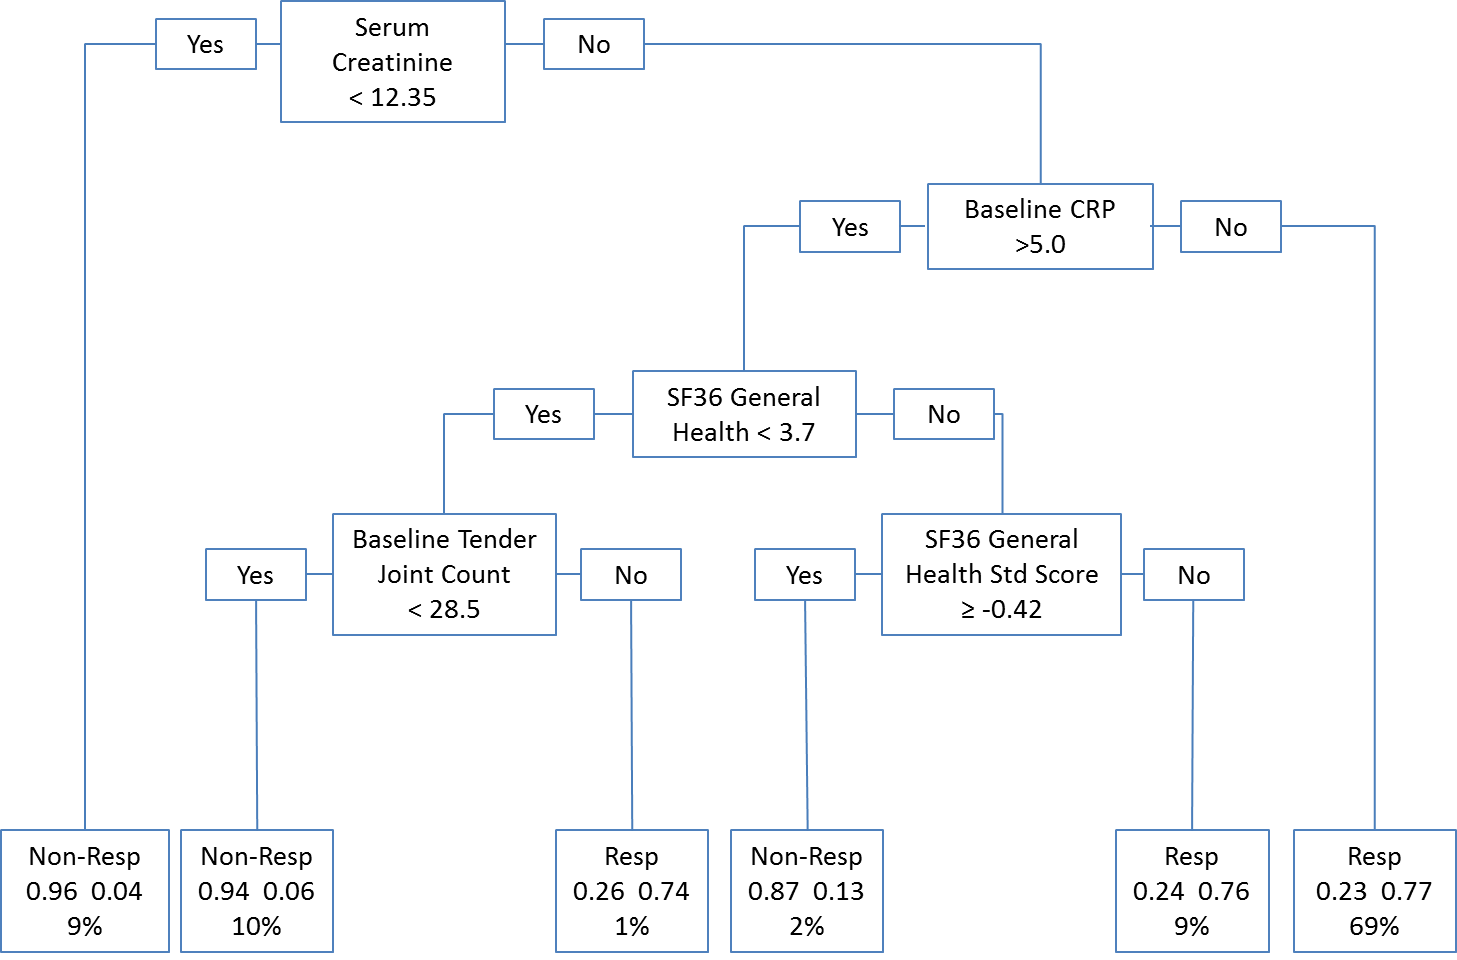 Yes
Serum
Creatinine
< 12.35
No
Yes
Baseline CRP
>5.0
No
Yes
SF36 General
Health < 3.7
No
Yes
Baseline Tender
Joint Count
< 28.5
No
Yes
SF36 General
Health Std Score
≥ -0.42
No
Non-Resp
0.96 0.04
9%
Non-Resp
0.94 0.06
10%
Resp
0.26 0.74
1%
Non-Resp
0.87 0.13
2%
Resp
0.24 0.76
9%
Resp
0.23 0.77
69%